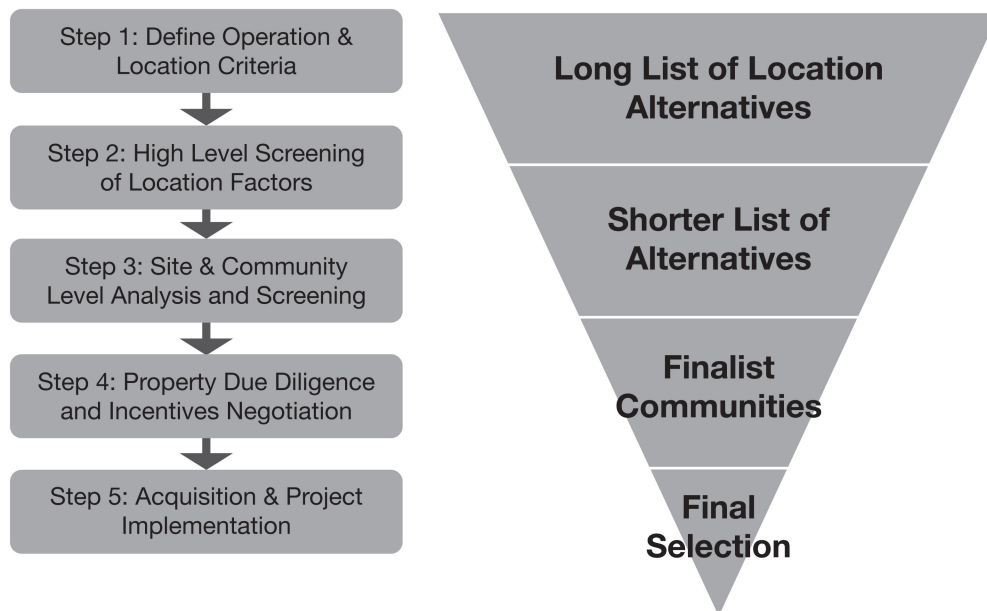 Step 1: Define Operation &
Location Criteria
Step 2: High Level Screening
of Location Factors
Step 3: Site & Community
Level Analysis and Screening
Step 4: Property Due Diligence
and Incentives Negotiation
Step 5: Acquisition & Project
Implementation
Long List of Location
Alternatives
Shorter List of
Alternatives
Finalist
Communities
Final
Selection